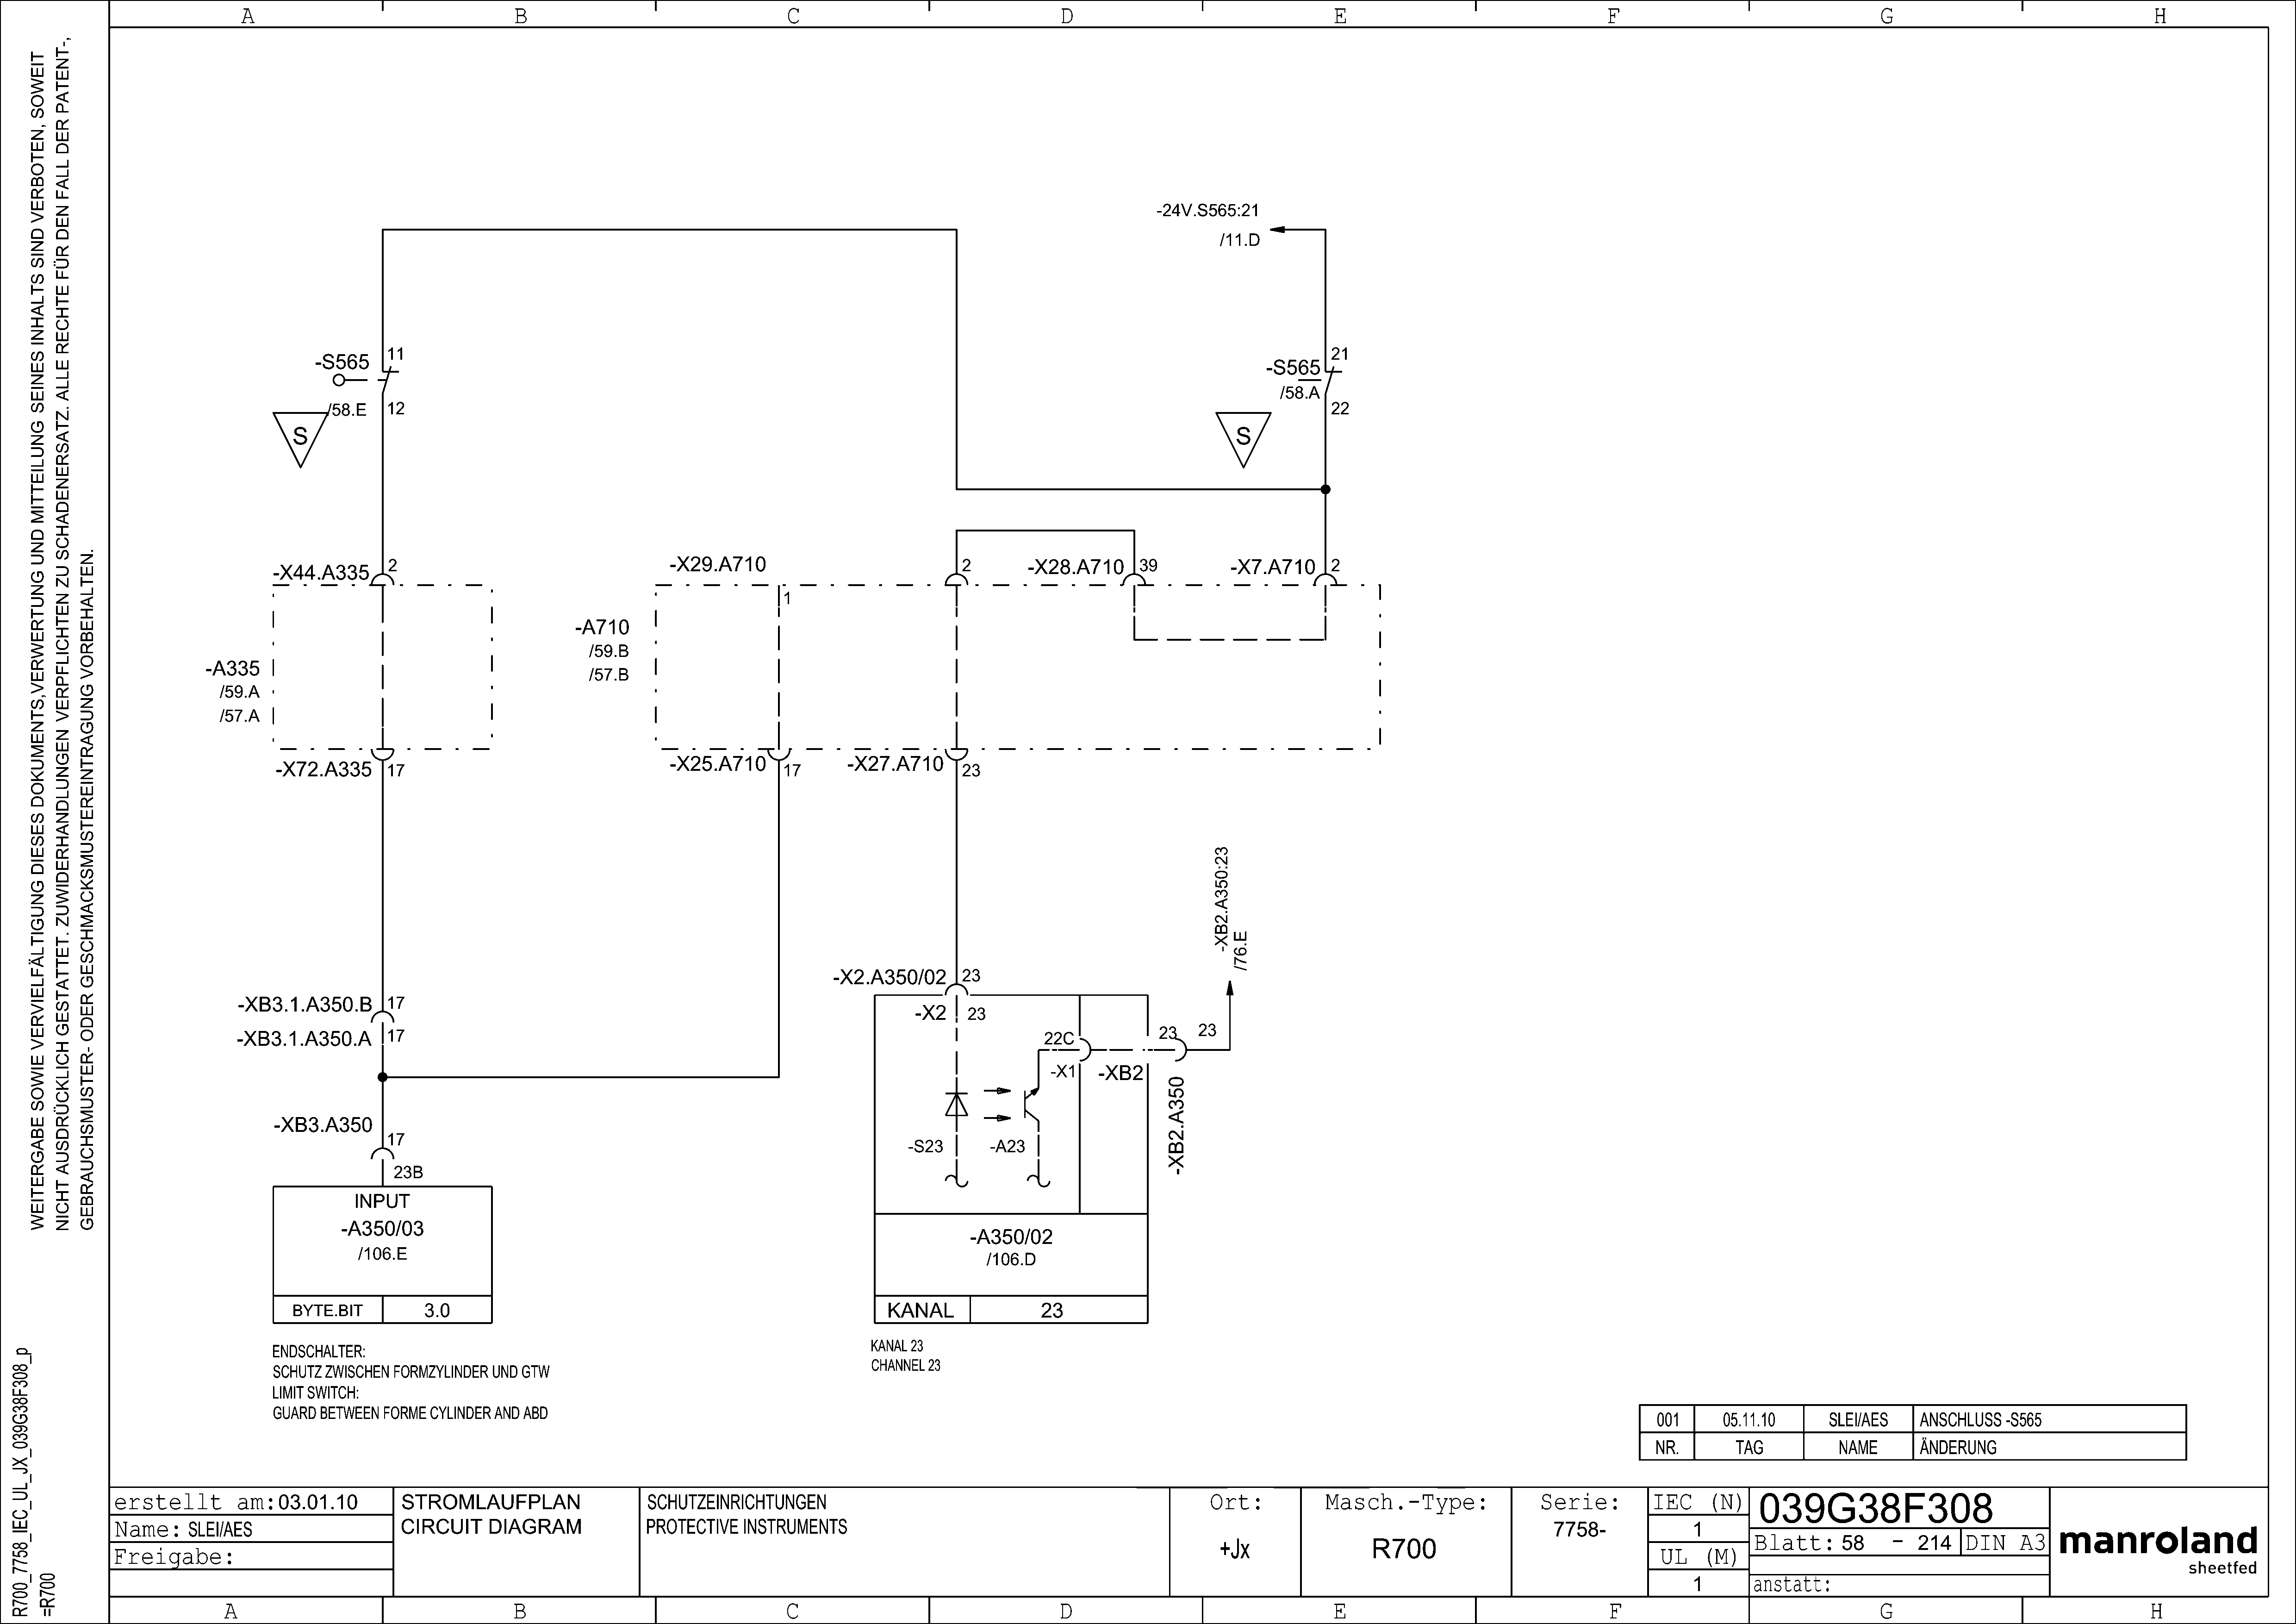 A B C D E F G H
WEITERGABE SOWIE VERVIELFÄLTIGUNG DIESES DOKUMENTS,VERWERTUNG UND MITTEILUNG SEINES INHALTS SIND VERBOTEN, SOWEIT
NICHT AUSDRÜCKLICH GESTATTET. ZUWIDERHANDLUNGEN VERPFLICHTEN ZU SCHADENERSATZ. ALLE RECHTE FÜR DEN FALL DER PATENT-,
GEBRAUCHSMUSTER- ODER GESCHMACKSMUSTEREINTRAGUNG VORBEHALTEN.
R700_7758_IEC_UL_JX_039G38F308_p
=R700
-24V.S565:21
/11.D
-S565
11
/58.E
12
S
-S565
21
/58.A
22
S
-X44.A335
2
-X29.A710
2
-X28.A710
39
-X7.A710
2
1
-A335
/59.A
/57.A
-A710
/59.B
/57.B
-X72.A335
17
-X25.A710
17
-X27.A710
23
-XB2.A350:23
/76.E
-XB3.1.A350.B
17
-XB3.1.A350.A
17
-XB3.A350
17
23B
INPUT
-A350/03
/106.E
BYTE.BIT
3.0
-X2.A350/02
23
-X2
23
22C
-X1
-XB2
23
23
-XB2.A350
-S23
-A23
-A350/02
/106.D
KANAL
23
ENDSCHALTER:
SCHUTZ ZWISCHEN FORMZYLINDER UND GTW
LIMIT SWITCH:
GUARD BETWEEN FORME CYLINDER AND ABD
KANAL 23
CHANNEL 23
001 05.11.10 SLEI/AES ANSCHLUSS -S565
NR. TAG NAME ÄNDERUNG
erstellt am: 03.01.10
Name: SLEI/AES
Freigabe:
STROMLAUFPLAN
CIRCUIT DIAGRAM
SCHUTZEINRICHTUNGEN
PROTECTIVE INSTRUMENTS
Ort:
+Jx
Masch.-Type:
R700
Serie:
7758-
IEC (N)
1
UL (M)
1
039G38F308
Blatt: 58 - 214 DIN A3
anstatt:
manroland
sheetfed
A B C D E F G H